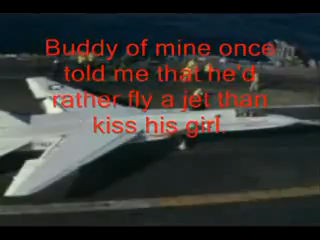 Buddy of mine once
told me that he'd
rather fly a jet than
kiss his girl.